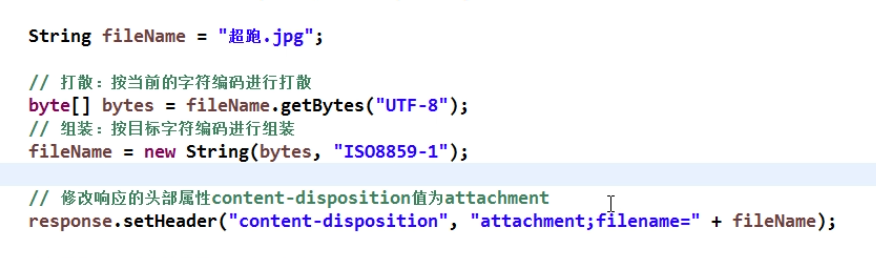 String fileName = "超跑.jpg";
// 打散：按当前的字符编码进行打散
byte[] bytes = fileName.getBytes("UTF-8");
// 组装：按目标字符编码进行组装
fileName = new String(bytes, "ISO8859-1");
// 修改响应的头部属性content-disposition值为attachment
response.setHeader("content-disposition", "attachment;filename=" + fileName);